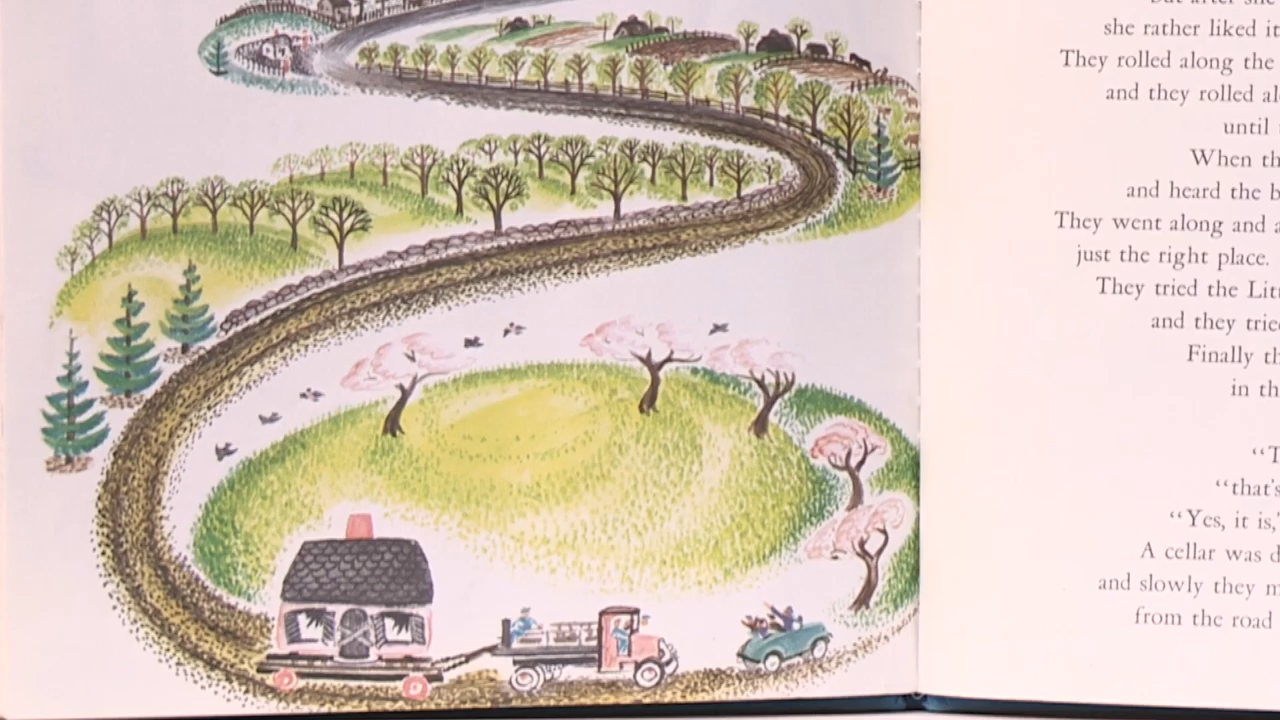 she rather liked it
They rolled along the
and they rolled al
until
When th
and heard the b
They went along and a
just the right place.
They tried the Lit
and they trie
Finally th
in th
“T
“that’s
“Yes, it is,
A cellar was d
and slowly they m
from the road